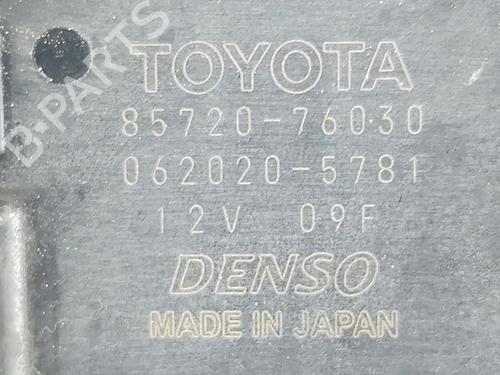 B-PARTS
TOYOTA
85720-76030
062020-5781
12V 09F
DENSO
MADE IN JAPAN